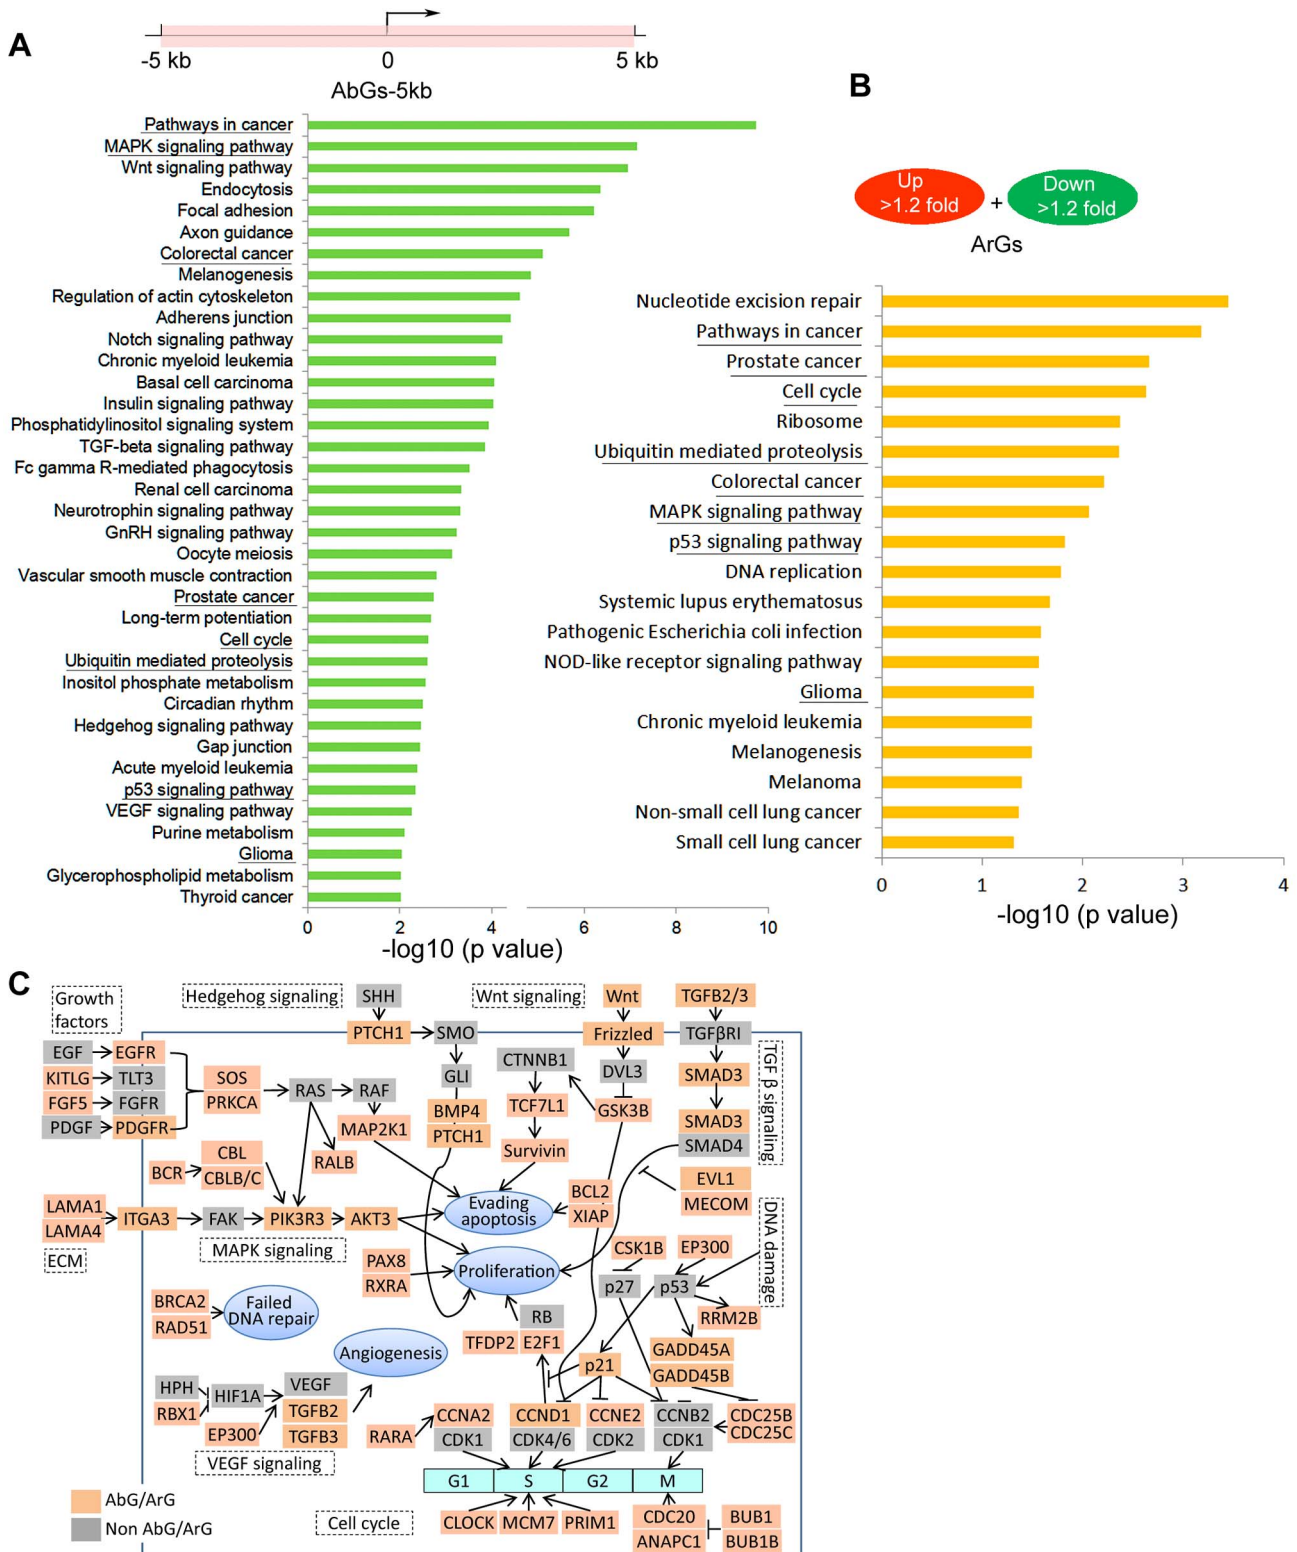 A
-5 kb
0
5 kb
AbGs-5kb
Pathways in cancer
MAPK signaling pathway
Wnt signaling pathway
Endocytosis
Focal adhesion
Axon guidance
Colorectal cancer
Melanogenesis
Regulation of actin cytoskeleton
Adherens junction
Notch signaling pathway
Chronic myeloid leukemia
Basal cell carcinoma
Insulin signaling pathway
Phosphatidylinositol signaling system
TGF-beta signaling pathway
Fc gamma R-mediated phagocytosis
Renal cell carcinoma
Neurotrophin signaling pathway
GnRH signaling pathway
Oocyte meiosis
Vascular smooth muscle contraction
Prostate cancer
Long-term potentiation
Cell cycle
Ubiquitin mediated proteolysis
Inositol phosphate metabolism
Circadian rhythm
Hedgehog signaling pathway
Gap junction
Acute myeloid leukemia
p53 signaling pathway
VEGF signaling pathway
Purine metabolism
Glioma
Glycerophospholipid metabolism
Thyroid cancer
0 2 4 6 8 10
-log10 (p value)
B
Up
>1.2 fold
+
Down
>1.2 fold
ArGs
Nucleotide excision repair
Pathways in cancer
Prostate cancer
Cell cycle
Ribosome
Ubiquitin mediated proteolysis
Colorectal cancer
MAPK signaling pathway
p53 signaling pathway
DNA replication
Systemic lupus erythematosus
Pathogenic Escherichia coli infection
NOD-like receptor signaling pathway
Glioma
Chronic myeloid leukemia
Melanogenesis
Melanoma
Non-small cell lung cancer
Small cell lung cancer
0 1 2 3 4
-log10 (p value)
C
Growth
factors
Hedgehog signaling
SHH
PTCH1
SMO
GLI
BMP4
PTCH1
Wnt signaling
Wnt
Frizzled
DVL3
GSK3B
CTNNB1
TCF7L1
Survivin
TGFB2/3
TGFβRI
SMAD3
SMAD3
SMAD4
TGF β signaling
EVL1
MECOM
EGF
EGFR
KITLG
TLT3
FGF5
FGFR
PDGF
PDGFR
SOS
PRKCA
RAS
RAF
MAP2K1
RALB
BCR
CBL
CBLB/C
LAMA1
LAMA4
ECM
ITGA3
FAK
PIK3R3
AKT3
MAPK signaling
Evading
apoptosis
BCL2
XIAP
PAX8
RXRA
Proliferation
CSK1B
EP300
p27
p53
DNA damage
RRM2B
GADD45A
GADD45B
BRCA2
RAD51
Failed
DNA repair
Angiogenesis
RB
TFDP2
E2F1
p21
HPH
RBX1
HIF1A
EP300
VEGF
TGFB2
TGFB3
VEGF signaling
RARA
CCNA2
CDK1
CCND1
CDK4/6
CCNE2
CDK2
CCNB2
CDK1
CDC25B
CDC25C
G1
S
G2
M
Cell cycle
CLOCK
MCM7
PRIM1
CDC20
ANAPC1
BUB1
BUB1B
AbG/ArG
Non AbG/ArG